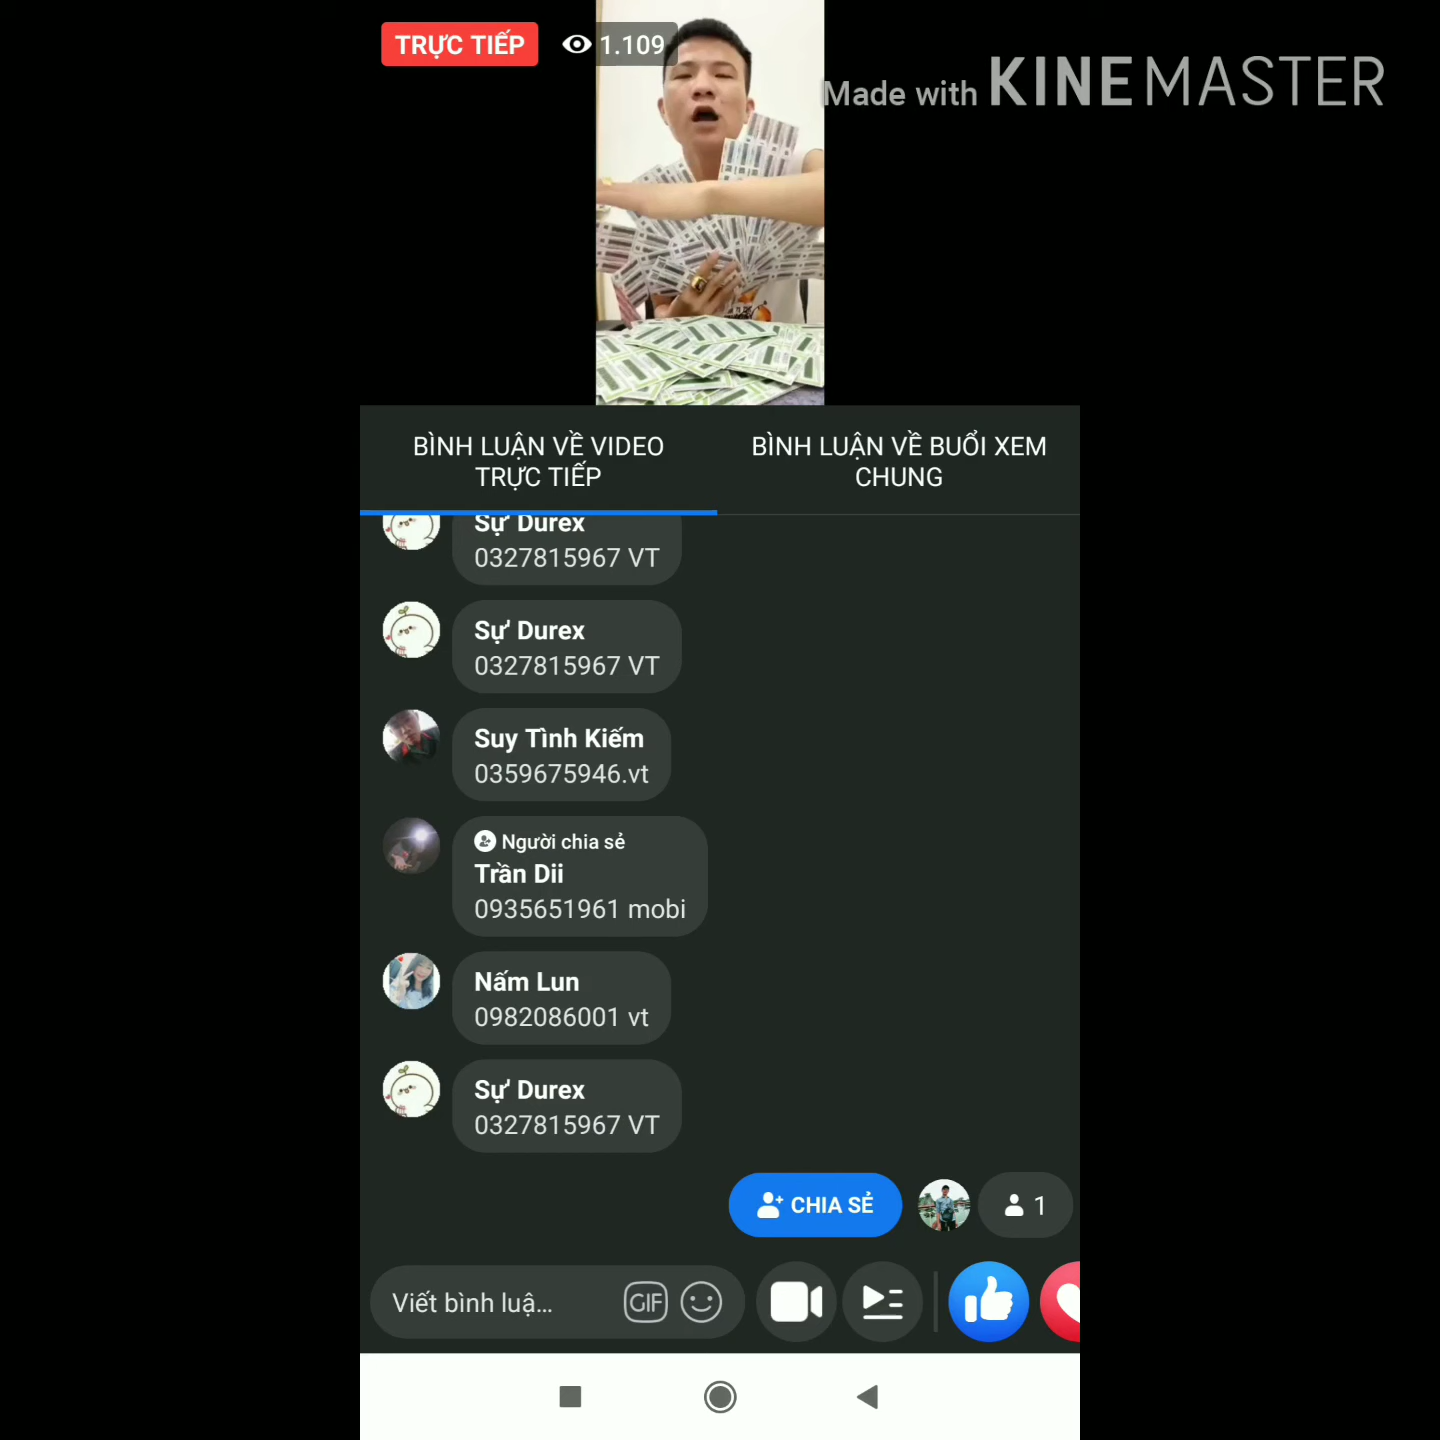 TRỰC TIẾP
1.109
Made with KINEMASTER
BÌNH LUẬN VỀ VIDEO
TRỰC TIẾP
BÌNH LUẬN VỀ BUỔI XEM
CHUNG
Sự Durex
0327815967 VT
Sự Durex
0327815967 VT
Suy Tình Kiếm
0359675946.vt
Người chia sẻ
Trần Dii
0935651961 mobi
Nấm Lun
0982086001 vt
Sự Durex
0327815967 VT
CHIA SẺ
1
Viết bình luậ...
GIF